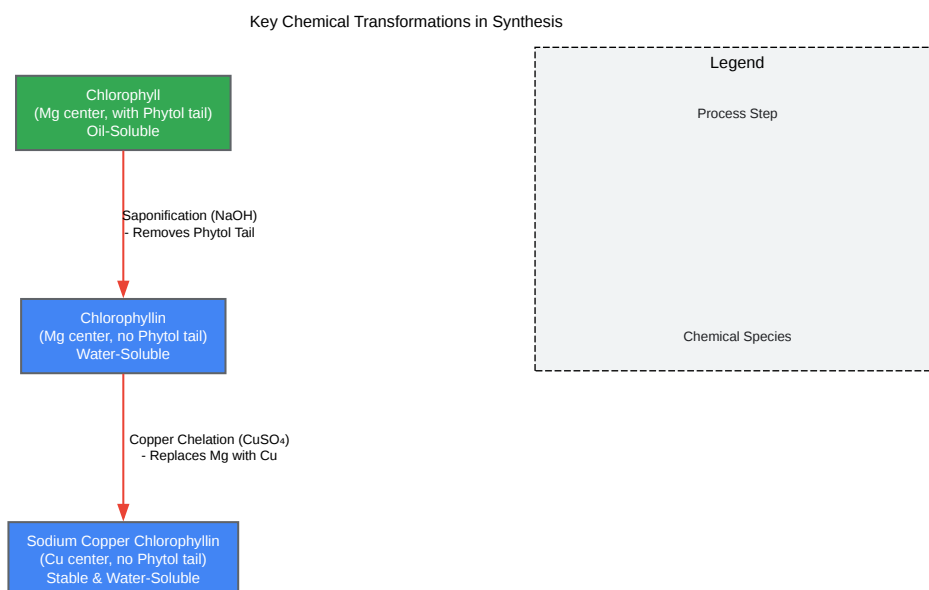 Key Chemical Transformations in Synthesis
Legend
Process Step
Chemical Species
Chlorophyll
(Mg center, with Phytol tail)
Oil-Soluble
Saponification (NaOH)
- Removes Phytol Tail
Chlorophyllin
(Mg center, no Phytol tail)
Water-Soluble
Copper Chelation (CuSO₄)
- Replaces Mg with Cu
Sodium Copper Chlorophyllin
(Cu center, no Phytol tail)
Stable & Water-Soluble